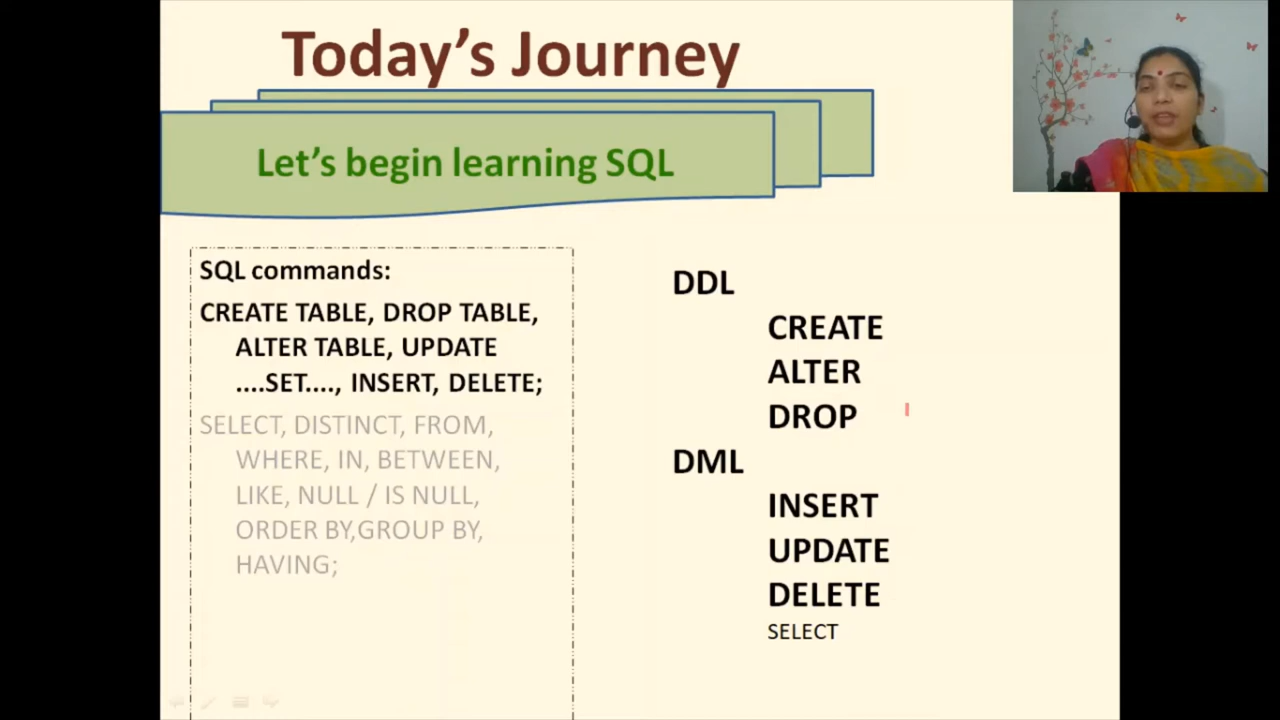 Today's Journey
Let's begin learning SQL
SQL commands:
CREATE TABLE, DROP TABLE,
ALTER TABLE, UPDATE
....SET...., INSERT, DELETE;
SELECT, DISTINCT, FROM,
WHERE, IN, BETWEEN,
LIKE, NULL / IS NULL,
ORDER BY,GROUP BY,
HAVING;
DDL
CREATE
ALTER
DROP
DML
INSERT
UPDATE
DELETE
SELECT